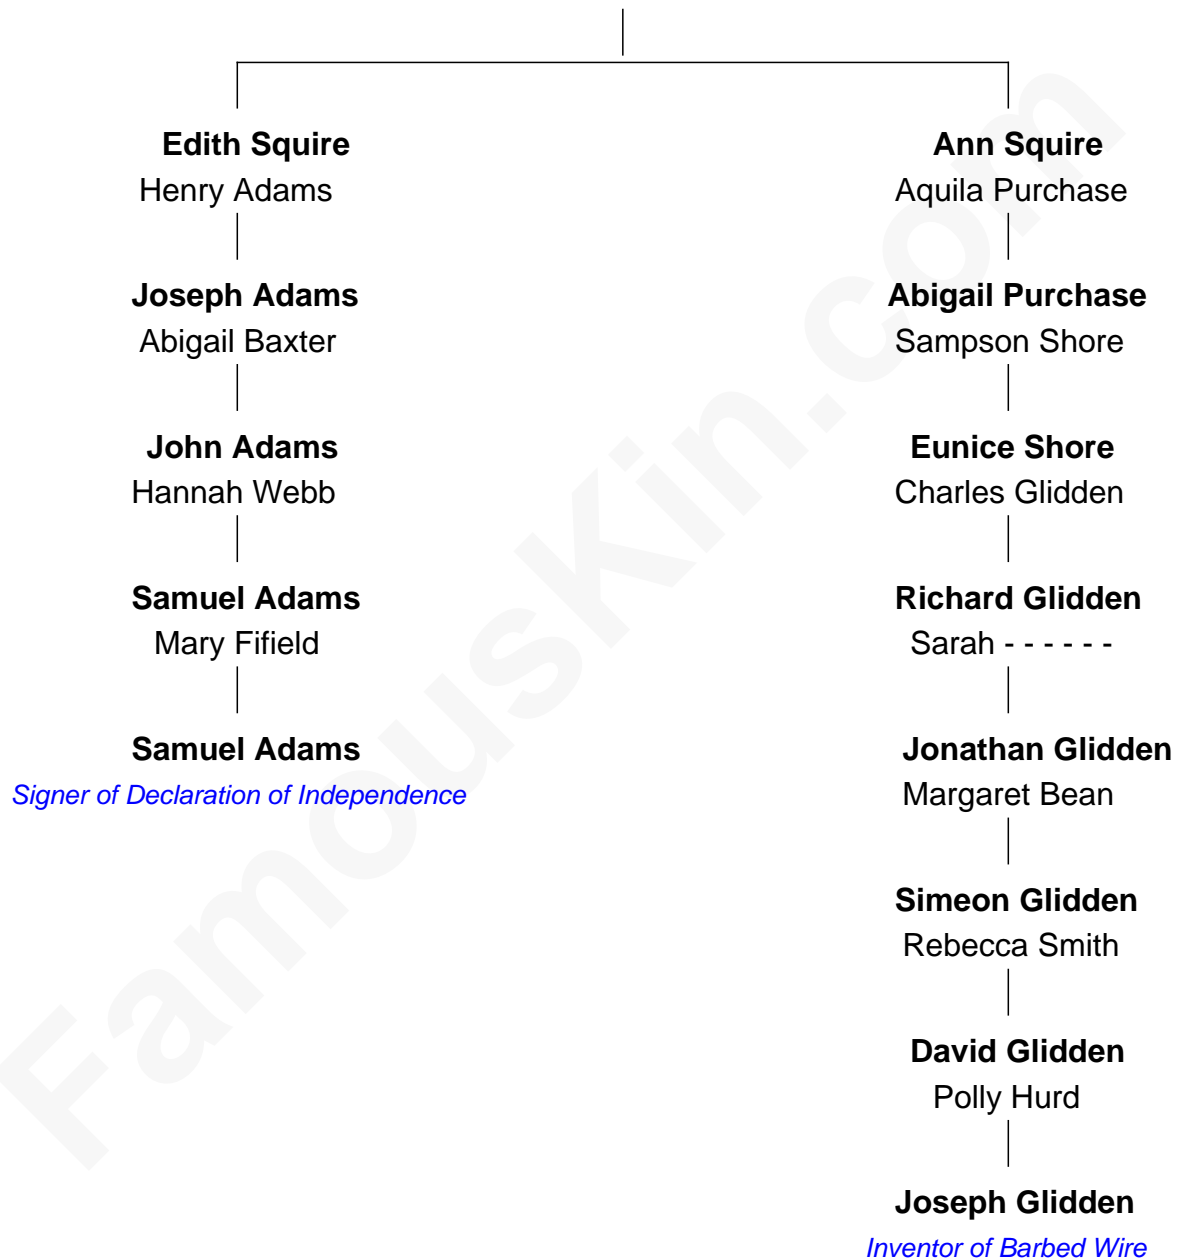 Edith Squire
Henry Adams
Joseph Adams
Abigail Baxter
John Adams
Hannah Webb
Samuel Adams
Mary Fifield
Samuel Adams
Signer of Declaration of Independence
Ann Squire
Aquila Purchase
Abigail Purchase
Sampson Shore
Eunice Shore
Charles Glidden
Richard Glidden
Sarah - - - - - -
Jonathan Glidden
Margaret Bean
Simeon Glidden
Rebecca Smith
David Glidden
Polly Hurd
Joseph Glidden
Inventor of Barbed Wire
FamousKin.com